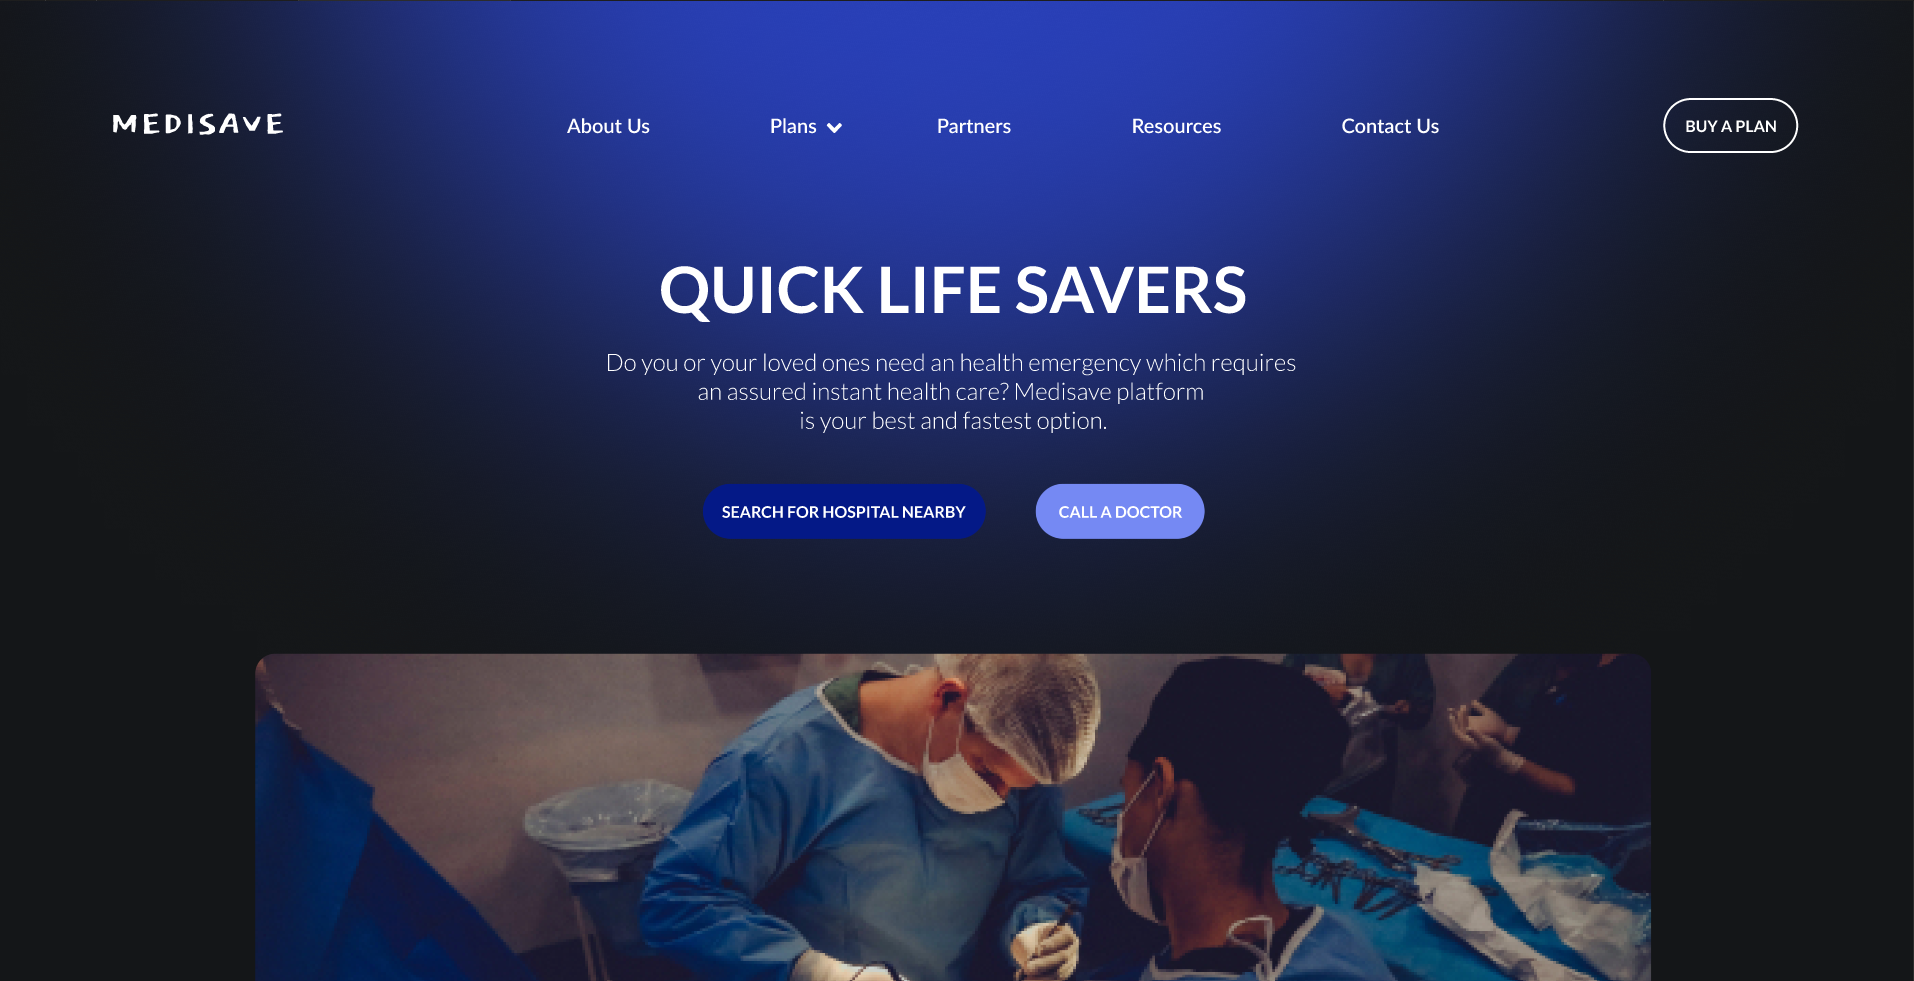 MEDISAVE
About Us
Plans
Partners
Resources
Contact Us
BUY A PLAN
QUICK LIFE SAVERS
Do you or your loved ones need an health emergency which requires
an assured instant health care? Medisave platform
is your best and fastest option.
SEARCH FOR HOSPITAL NEARBY
CALL A DOCTOR